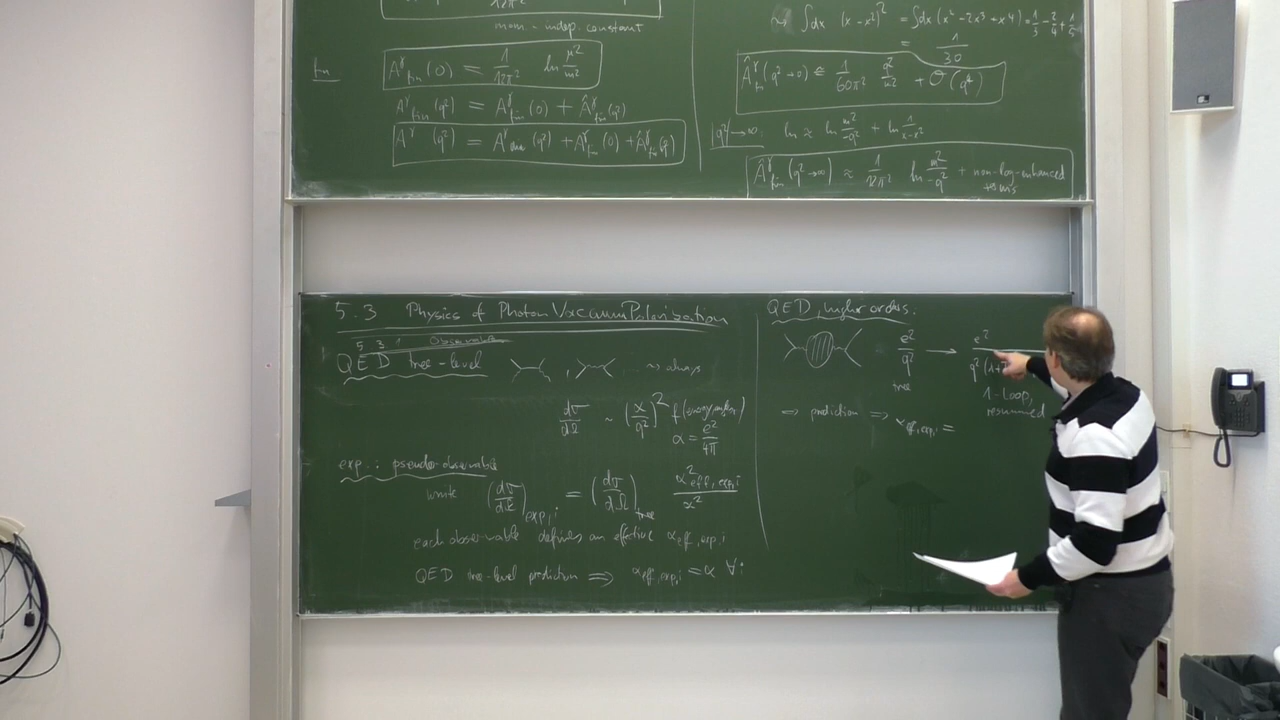 mom-indep. constant
fin
A^γ_fin(0) = 1/12π² ln μ²/m²
A^γ_fin(q²) = A^γ_fin(0) + Â^γ_fin(q²)
A^γ(q²) = (q²) + A^γ_fin(0) + Â^γ_fin(q²)
∫dx (x-x²)² = ∫dx (x²-2x³+x⁴) = 1/3-2/4+1/5
= 1/30
Â^γ_fin(q²→0) 1/60π² q²/m² + O(q⁴)
|q²|→∞: ln ≈ ln m²/-q² + ln 1/x-x²
Â^γ_fin(q²→∞) ≈ 1/12π² ln m²/-q² + non-log-enhanced terms
5.3 Physics of Photon Vacuum Polarization
5.3.1 Observable
QED tree-level
always
dσ/dΩ ~ (α/q²)² f(energy/angles)
α = e²/4π
exp.: pseudo-observable
write (dσ/dΩ)_exp,i = (dσ/dΩ)_tree α²_eff,exp,i/α²
each observable defines an effective α_eff,exp,i
QED tree-level prediction ⟹ α_eff,exp,i = α ∀i
QED, higher orders:
e²/q² → e²/q²(1+
tree
1-Loop, resummed
⇒ prediction ⇒ α_eff,exp,i =